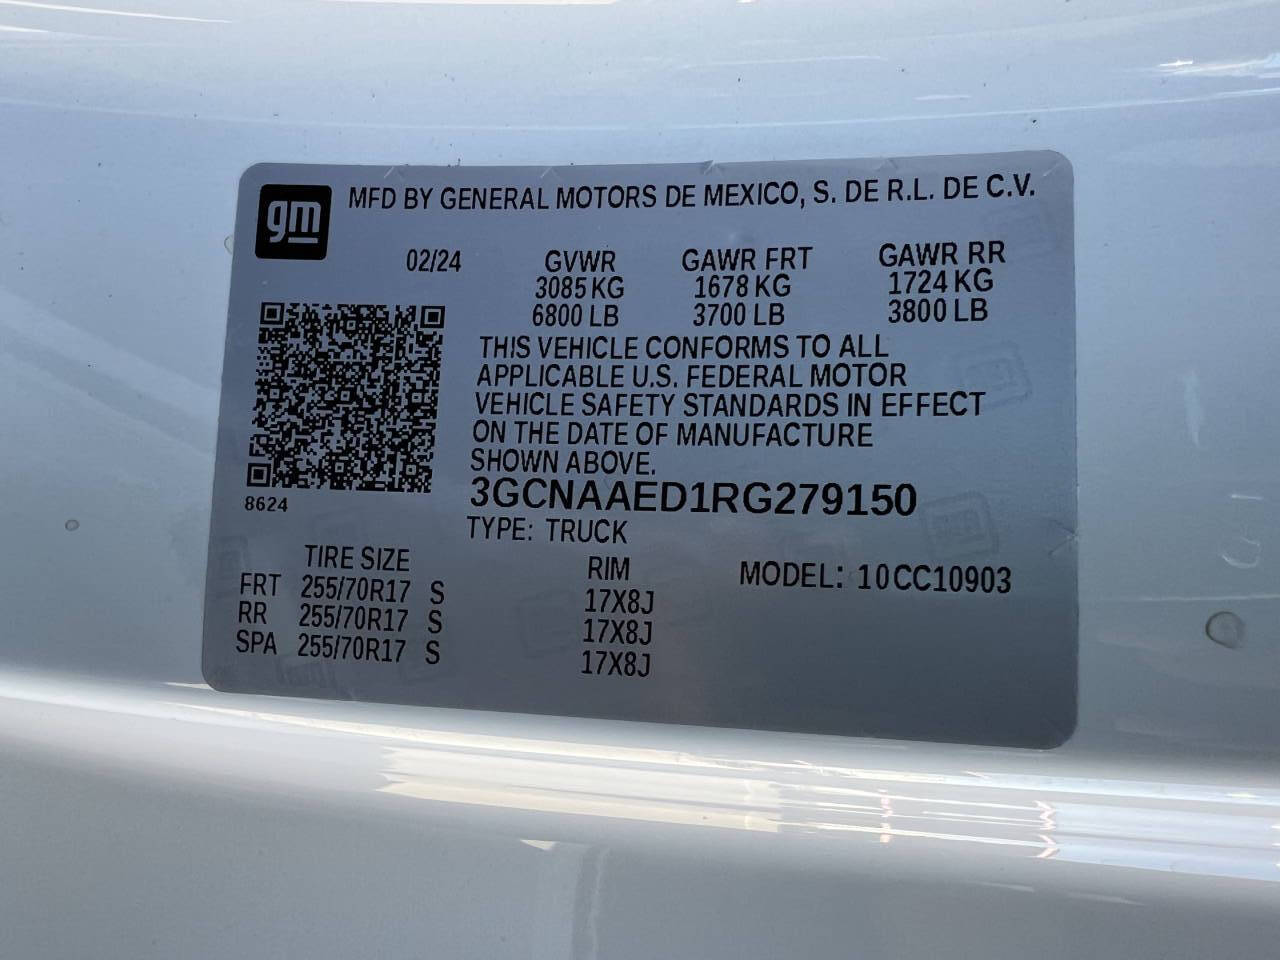 gm
MFD BY GENERAL MOTORS DE MEXICO, S. DE R.L. DE C.V.
02/24 GVWR GAWR FRT GAWR RR
3085 KG 1678 KG 1724 KG
6800 LB 3700 LB 3800 LB
THIS VEHICLE CONFORMS TO ALL
APPLICABLE U.S. FEDERAL MOTOR
VEHICLE SAFETY STANDARDS IN EFFECT
ON THE DATE OF MANUFACTURE
SHOWN ABOVE.
8624
3GCNAAED1RG279150
TYPE: TRUCK
TIRE SIZE RIM MODEL: 10CC10903
FRT 255/70R17 S 17X8J
RR 255/70R17 S 17X8J
SPA 255/70R17 S 17X8J